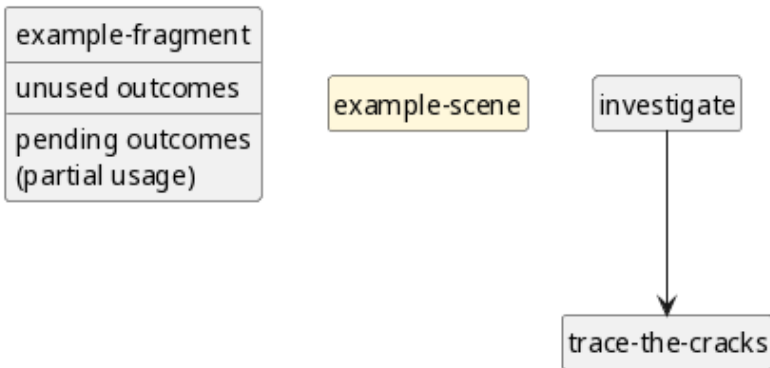 example-fragment
unused outcomes
pending outcomes
(partial usage)
example-scene
investigate
trace-the-cracks